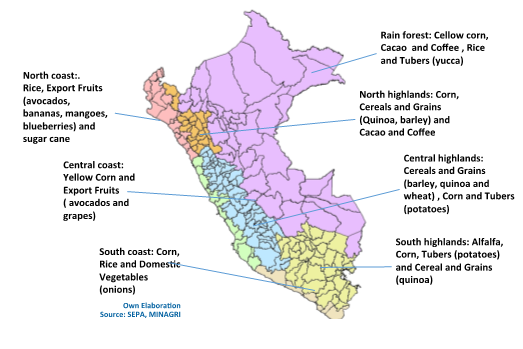 Rain forest: Cellow corn,
Cacao and Coffee , Rice
and Tubers (yucca)
North coast:.
Rice, Export Fruits
(avocados,
bananas, mangoes,
blueberries) and
sugar cane
North highlands: Corn,
Cereals and Grains
(Quinoa, barley) and
Cacao and Coffee
Central coast:
Yellow Corn and
Export Fruits
( avocados and
grapes)
Central highlands:
Cereals and Grains
(barley, quinoa and
wheat) , Corn and Tubers
(potatoes)
South coast: Corn,
Rice and Domestic
Vegetables
(onions)
South highlands: Alfalfa,
Corn, Tubers (potatoes)
and Cereal and Grains
(quinoa)
Own Elaboration
Source: SEPA, MINAGRI